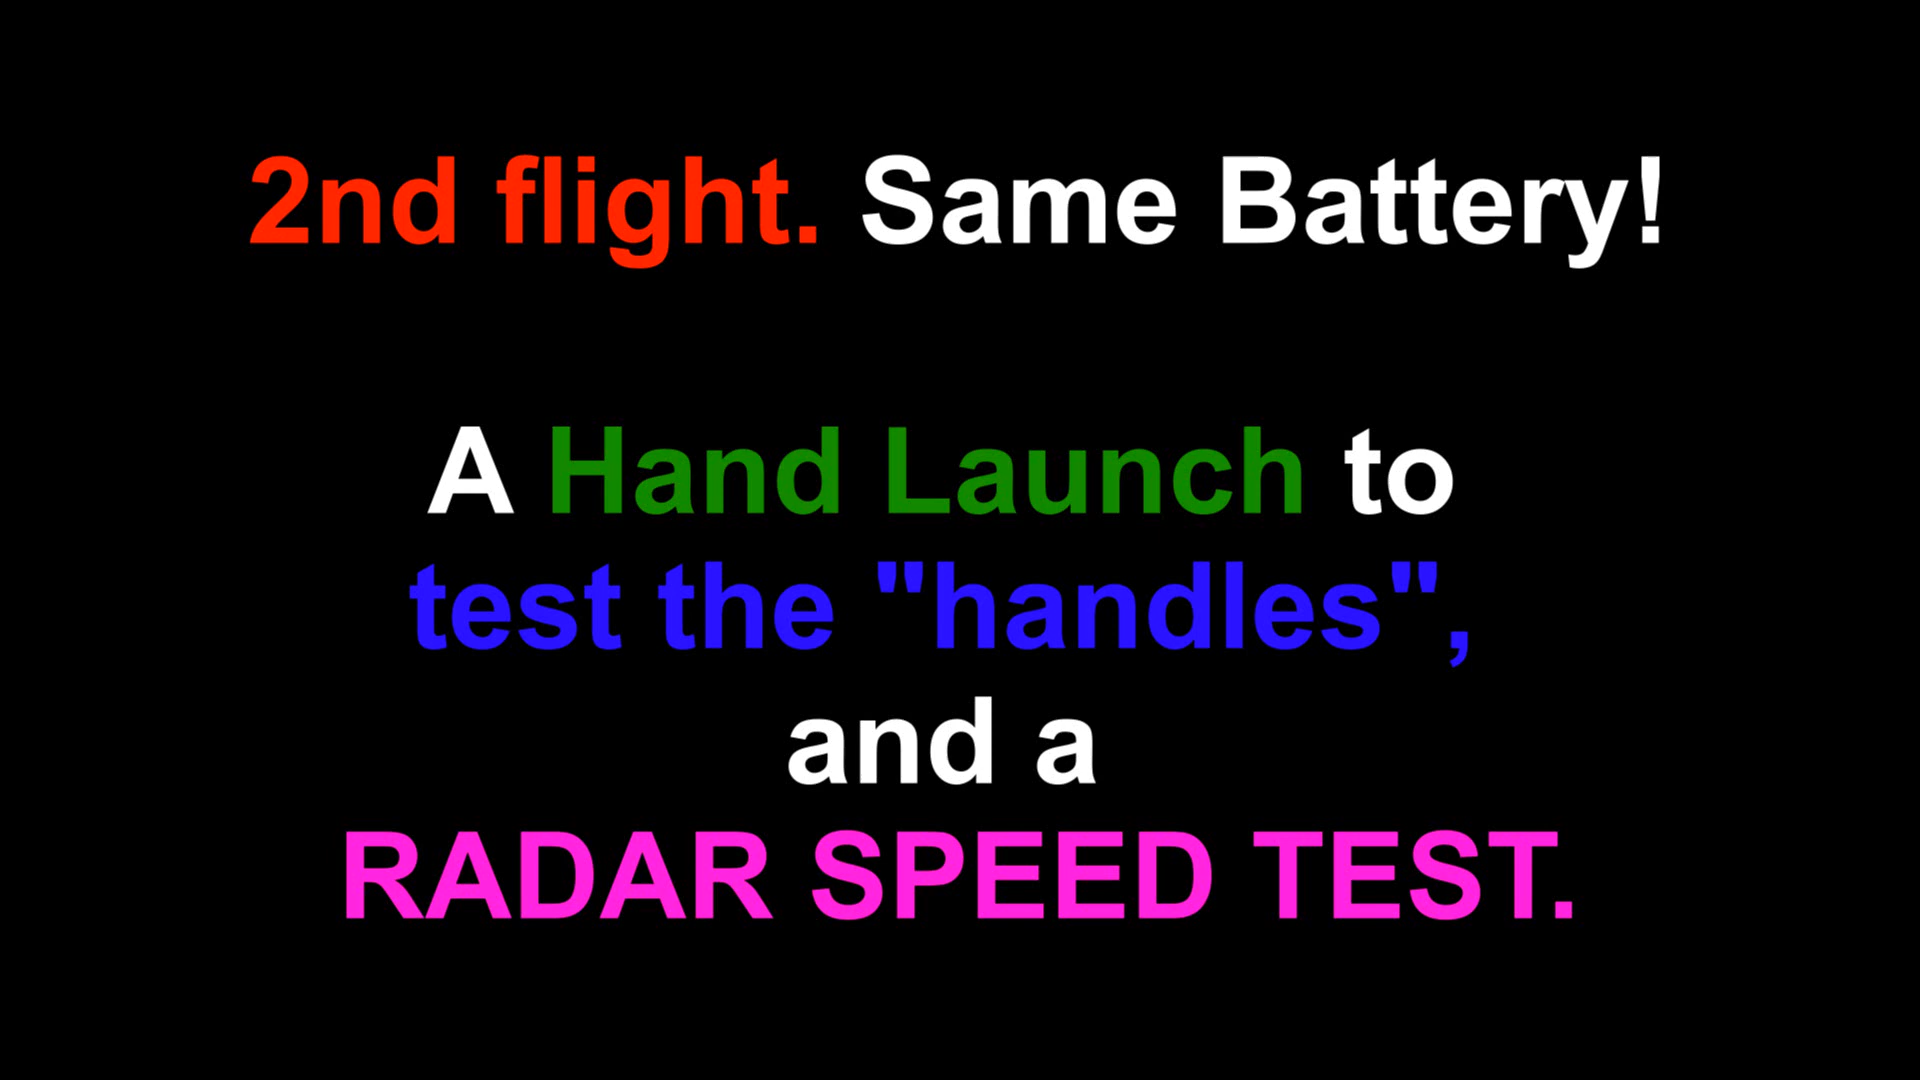 2nd flight. Same Battery!
A Hand Launch to
test the "handles",
and a
RADAR SPEED TEST.